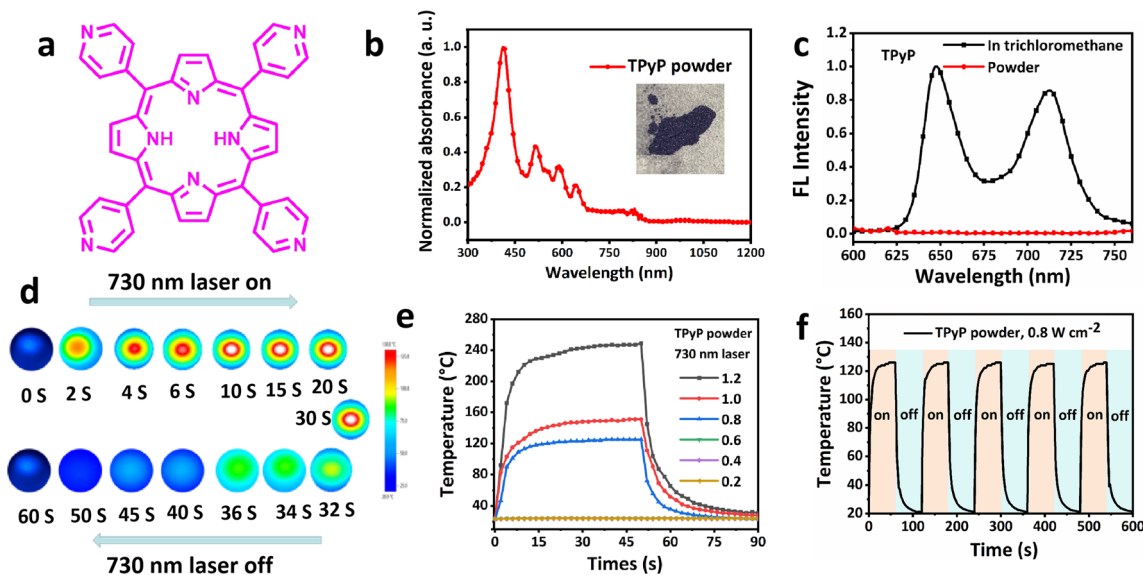 a
N
N
N
NH
HN
N
N
N
b
Normalized absorbance (a. u.)
1.0
0.8
0.6
0.4
0.2
0.0
300 450 600 750 900 1050 1200
Wavelength (nm)
TPyP powder
c
FL Intensity
1.2
1.0
0.8
0.6
0.4
0.2
0.0
600 625 650 675 700 725 750
Wavelength (nm)
TPyP
In trichloromethane
Powder
d
730 nm laser on
0 S 2 S 4 S 6 S 10 S 15 S 20 S
30 S
60 S 50 S 45 S 40 S 36 S 34 S 32 S
730 nm laser off
e
Temperature (°C)
280
240
200
160
120
80
40
0 15 30 45 60 75 90
Times (s)
TPyP powder
730 nm laser
1.2
1.0
0.8
0.6
0.4
0.2
f
Temperature (°C)
160
140
120
100
80
60
40
20
0 120 240 360 480 600
Time (s)
TPyP powder, 0.8 W cm⁻²
on off on off on off on off on off